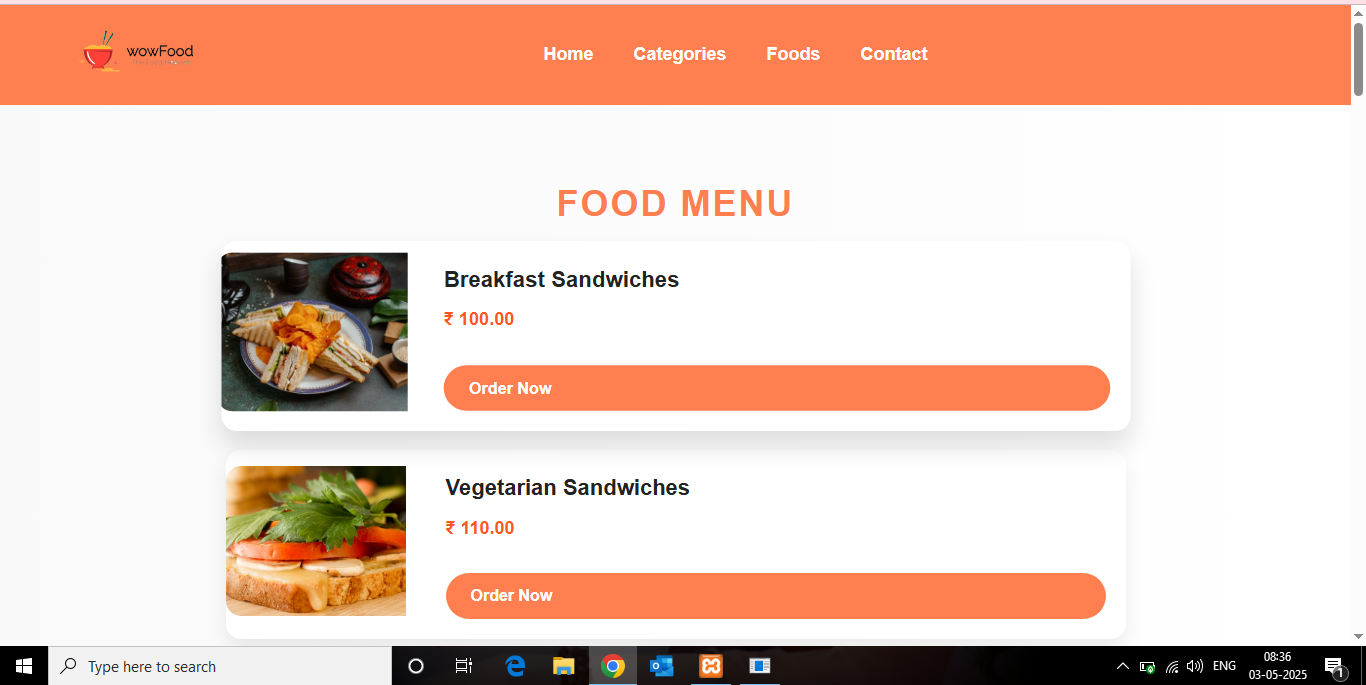 wowFood
Home Categories Foods Contact
FOOD MENU
Breakfast Sandwiches
₹ 100.00
Order Now
Vegetarian Sandwiches
₹ 110.00
Order Now
Type here to search
ENG
08:36
03-05-2025
1